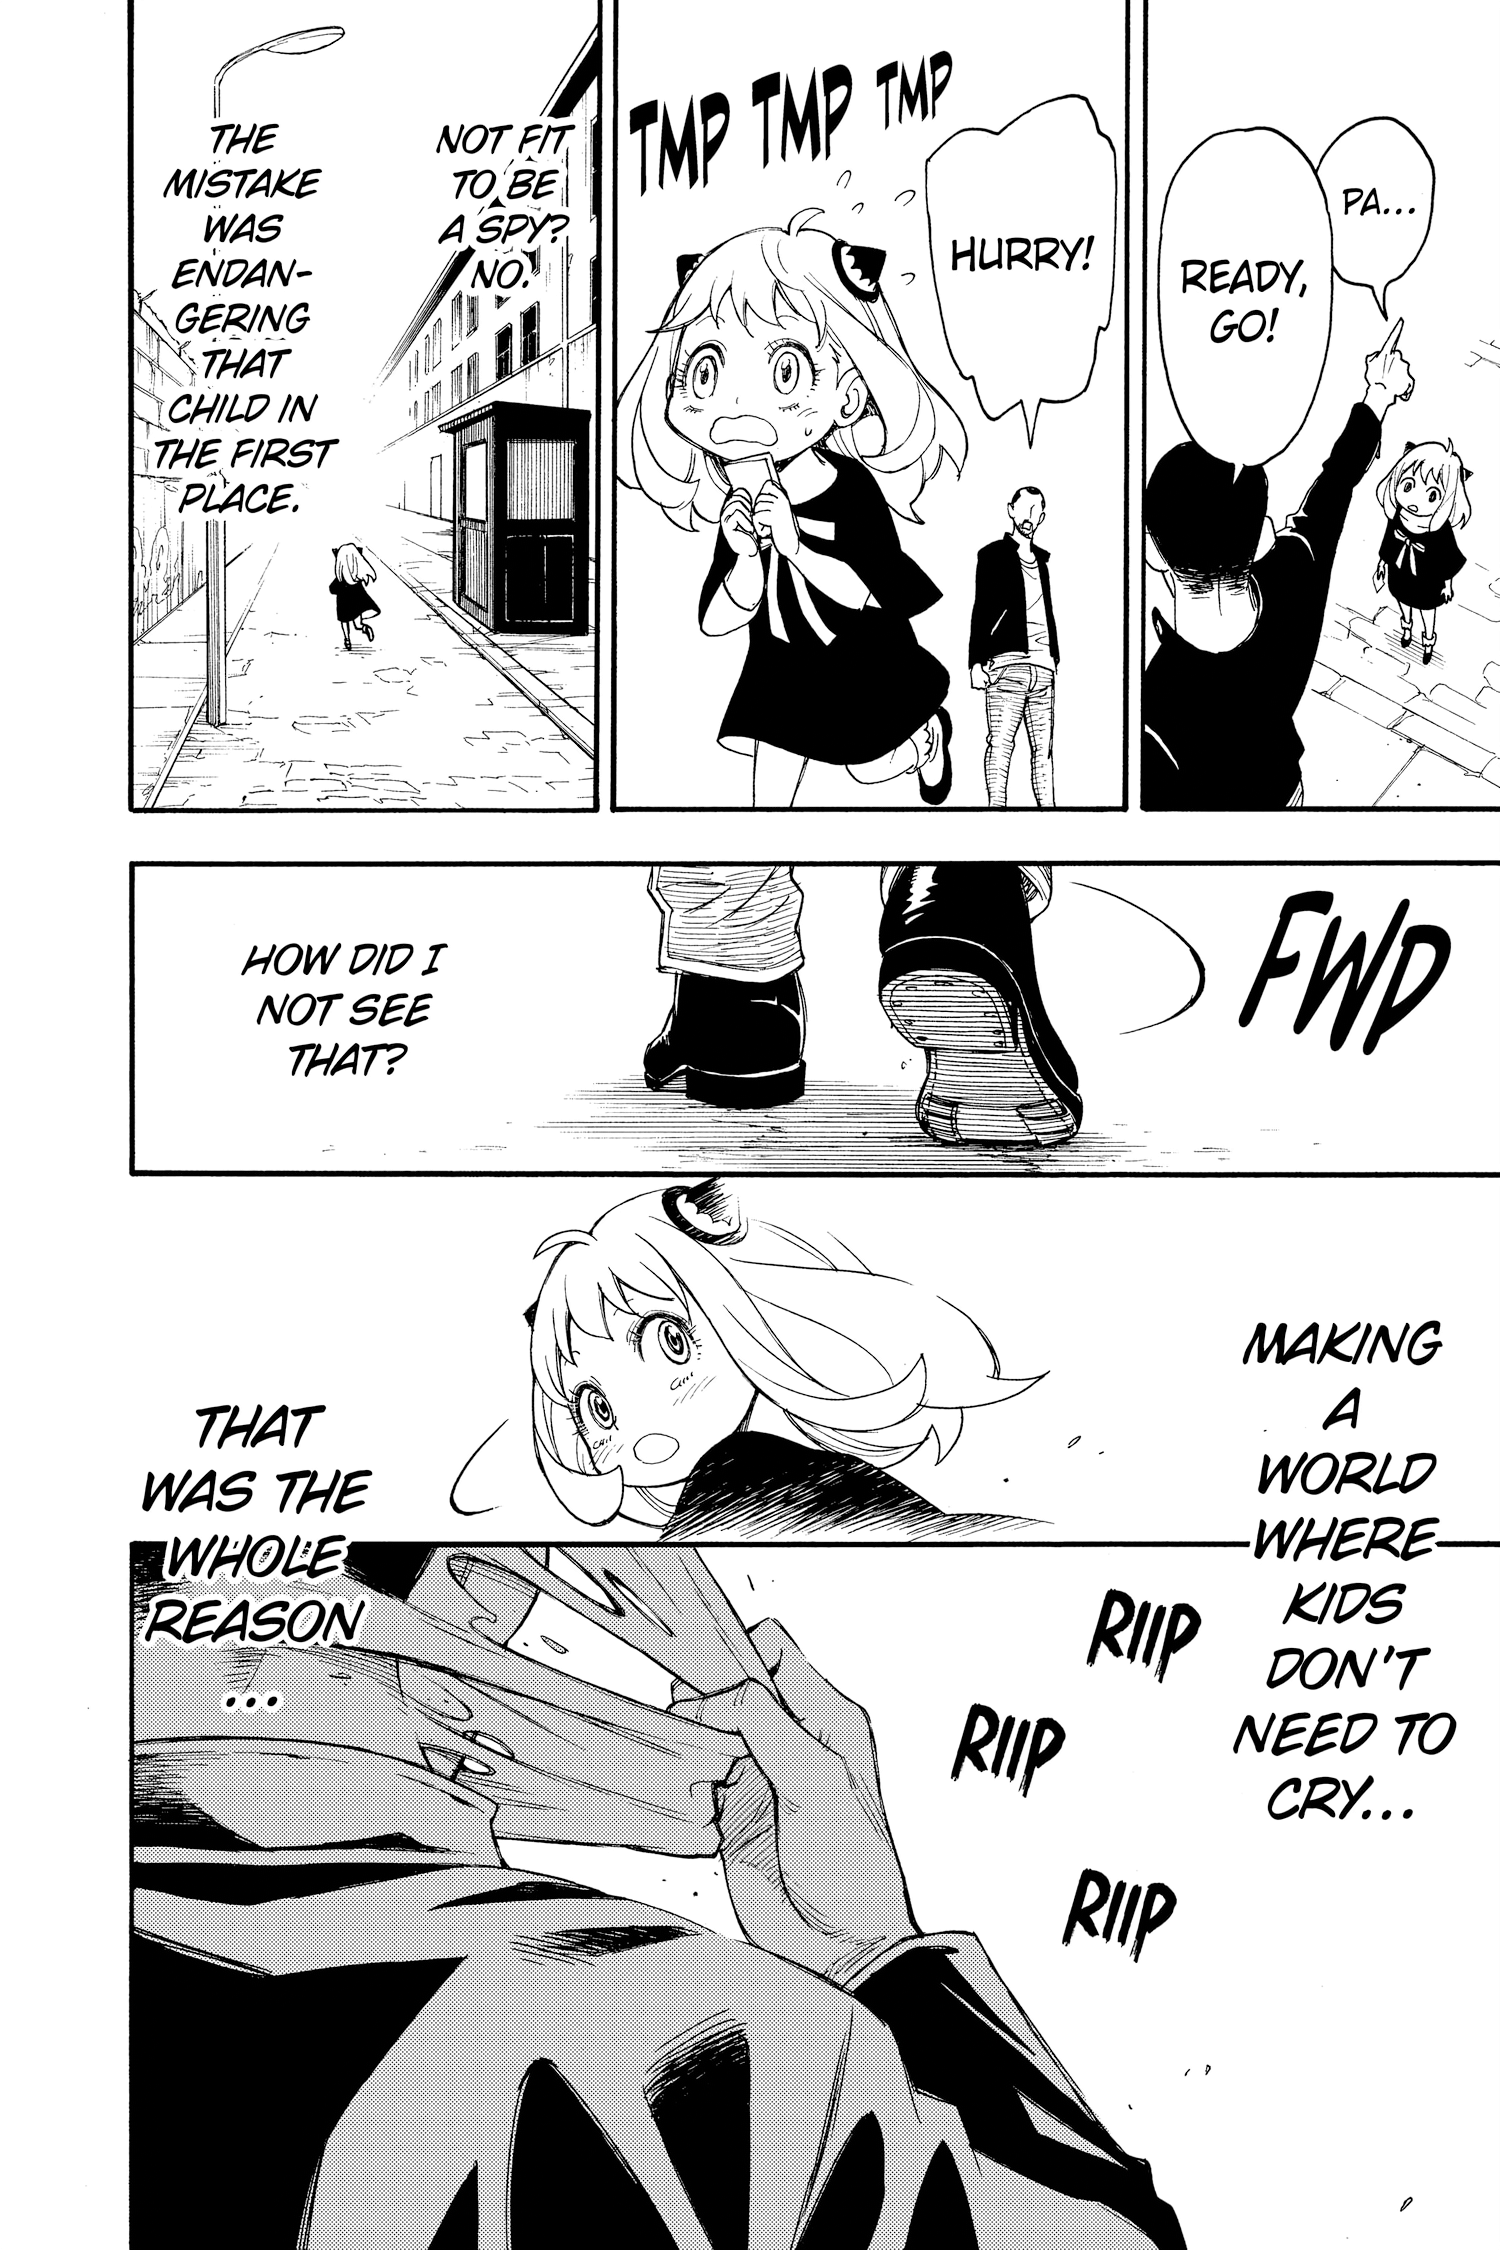 PA...
READY,
GO!
HURRY!
TMP TMP TMP
NOT FIT
TO BE
A SPY?
NO.
THE
MISTAKE
WAS
ENDAN-
GERING
THAT
CHILD IN
THE FIRST
PLACE.
FWP
HOW DID I
NOT SEE
THAT?
MAKING
A
WORLD
WHERE
KIDS
DON'T
NEED TO
CRY...
THAT
WAS THE
WHOLE
REASON
...
RIIP
RIIP
RIIP